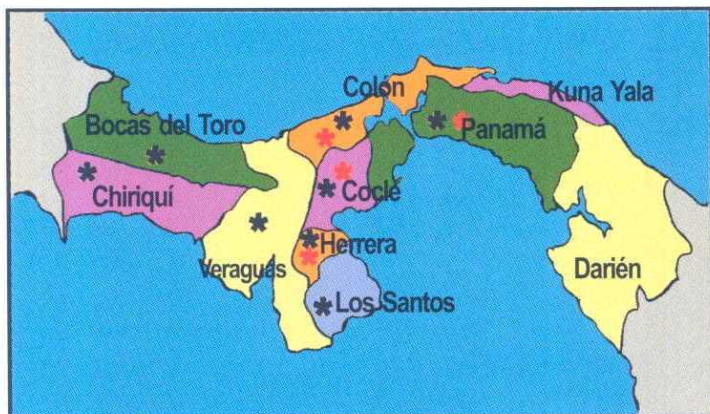 Colón
Kuna Yala
Bocas del Toro
Panamá
Chiriquí
Coclé
Herrera
Veraguas
Darién
Los Santos